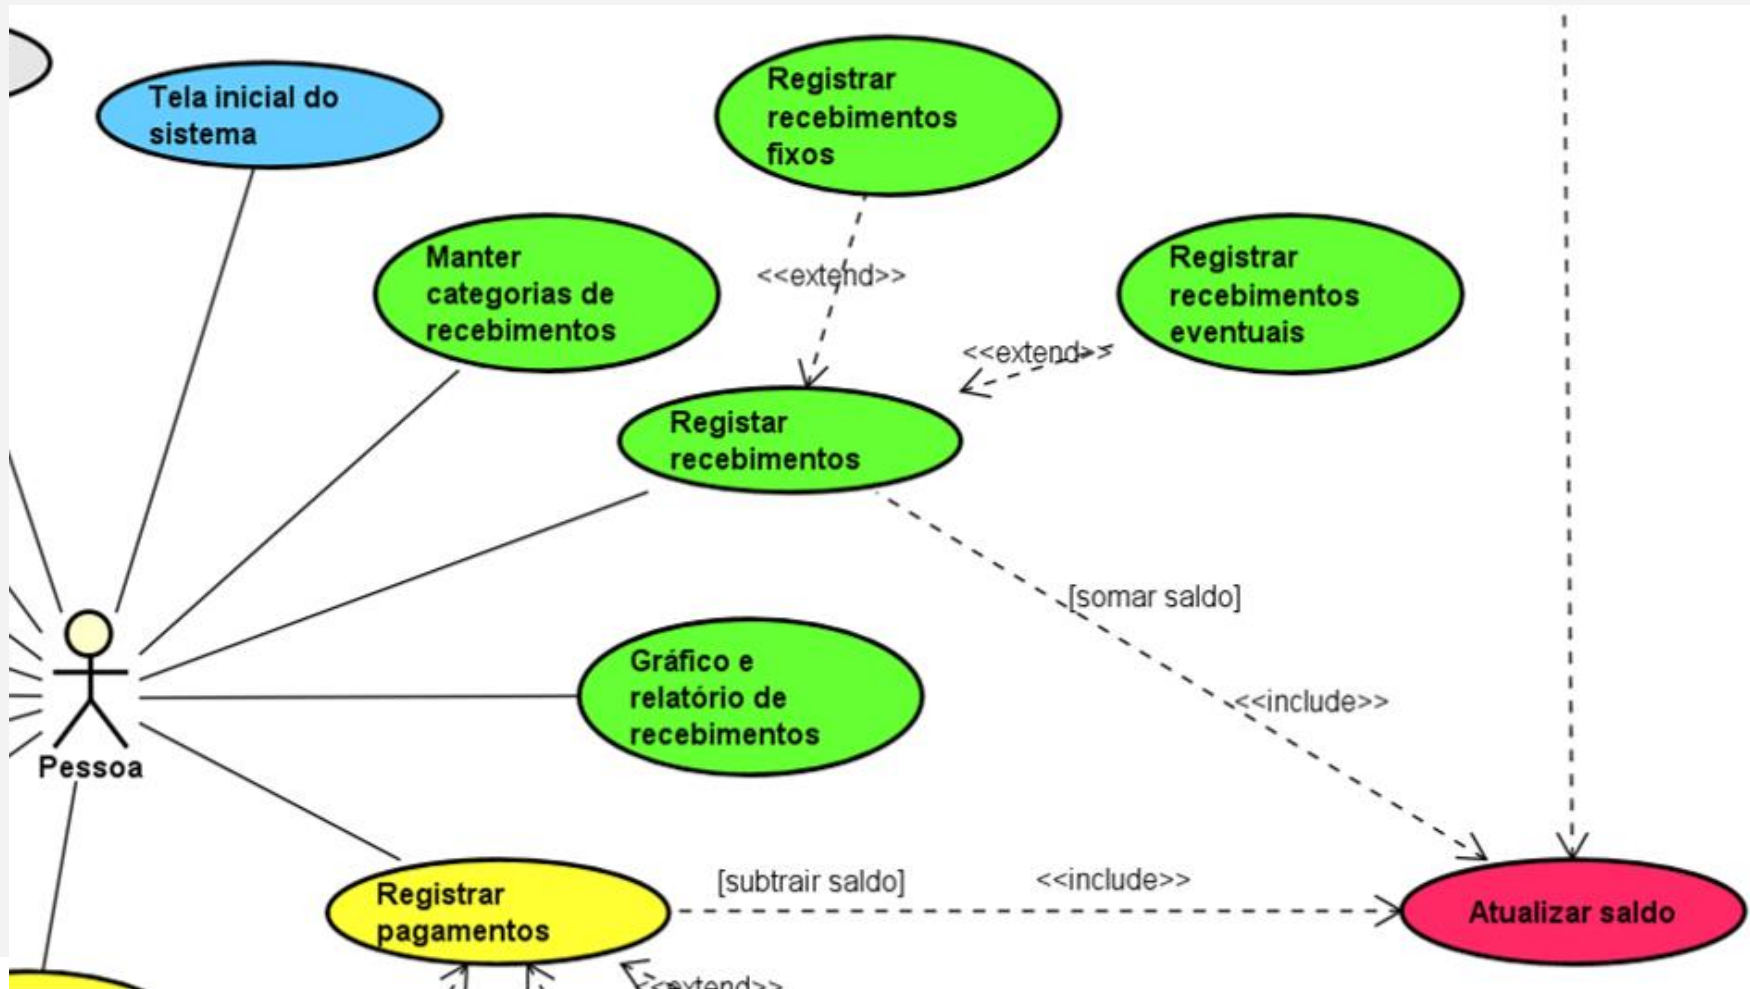 Tela inicial do
sistema
Registrar
recebimentos
fixos
Manter
categorias de
recebimentos
<<extend>>
Registrar
recebimentos
eventuais
<<extend>>
Registar
recebimentos
[somar saldo]
Gráfico e
relatório de
recebimentos
<<include>>
Pessoa
Registrar
pagamentos
[subtrair saldo]
<<include>>
Atualizar saldo
<<extend>>